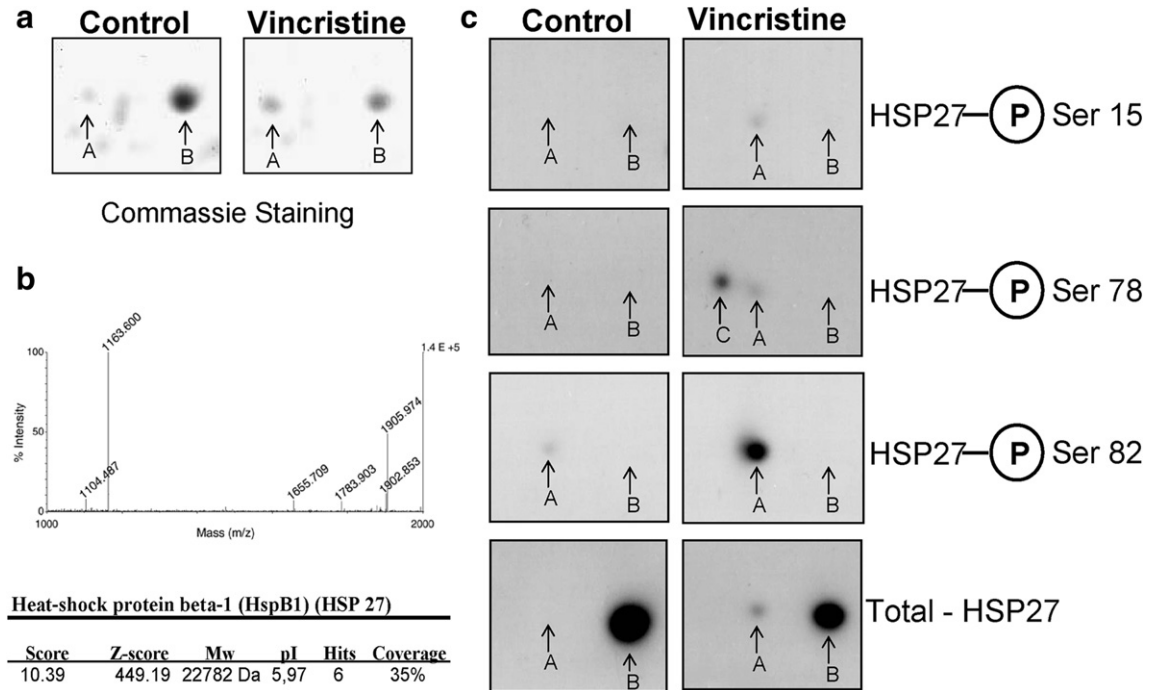 a
Control Vincristine
A B A B
Commassie Staining
b
1163.600
100
1.4 E +5
1905.974
% Intensity
50
1104.487
1655.709
1783.903
1902.853
0
1000
2000
Mass (m/z)
Heat-shock protein beta-1 (HspB1) (HSP 27)
Score Z-score Mw pI Hits Coverage
10.39 449.19 22782 Da 5,97 6 35%
c
Control Vincristine
A B A B
HSP27 P Ser 15
A B C A B
HSP27 P Ser 78
A B A B
HSP27 P Ser 82
A B A B
Total - HSP27